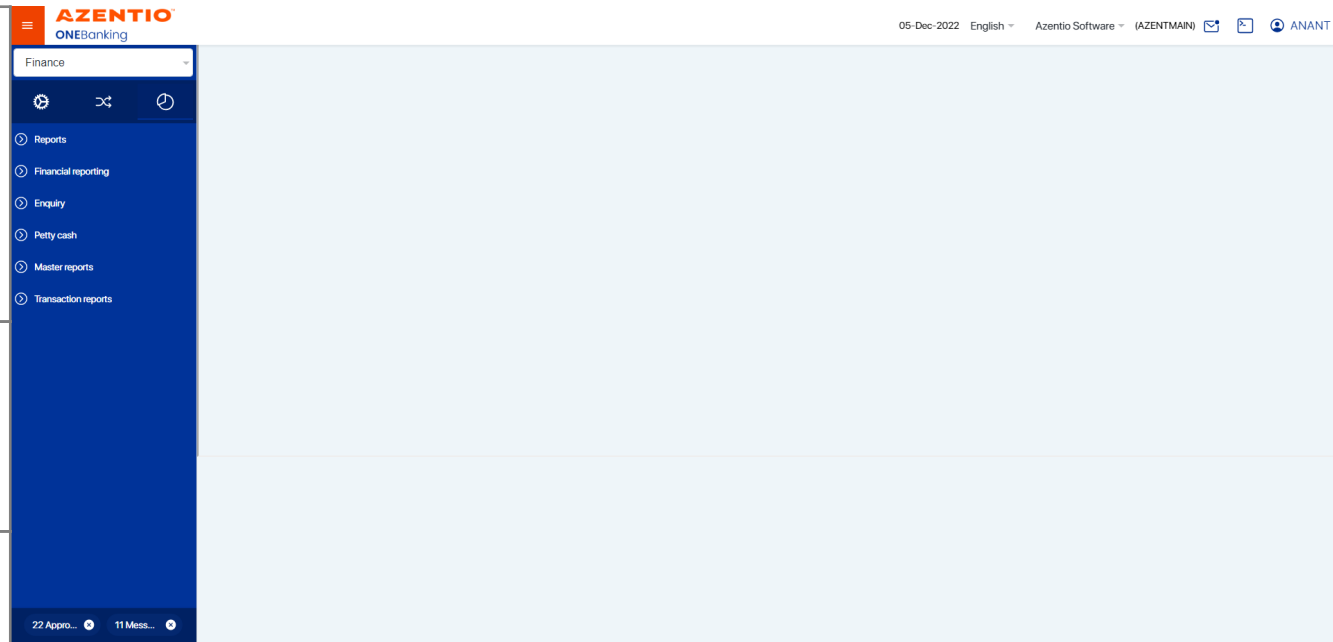 AZENTIO™
ONEBanking
05-Dec-2022 English Azentio Software (AZENTMAIN) ANANT
Finance
Reports
Financial reporting
Enquiry
Petty cash
Master reports
Transaction reports
22 Appro... 11 Mess...